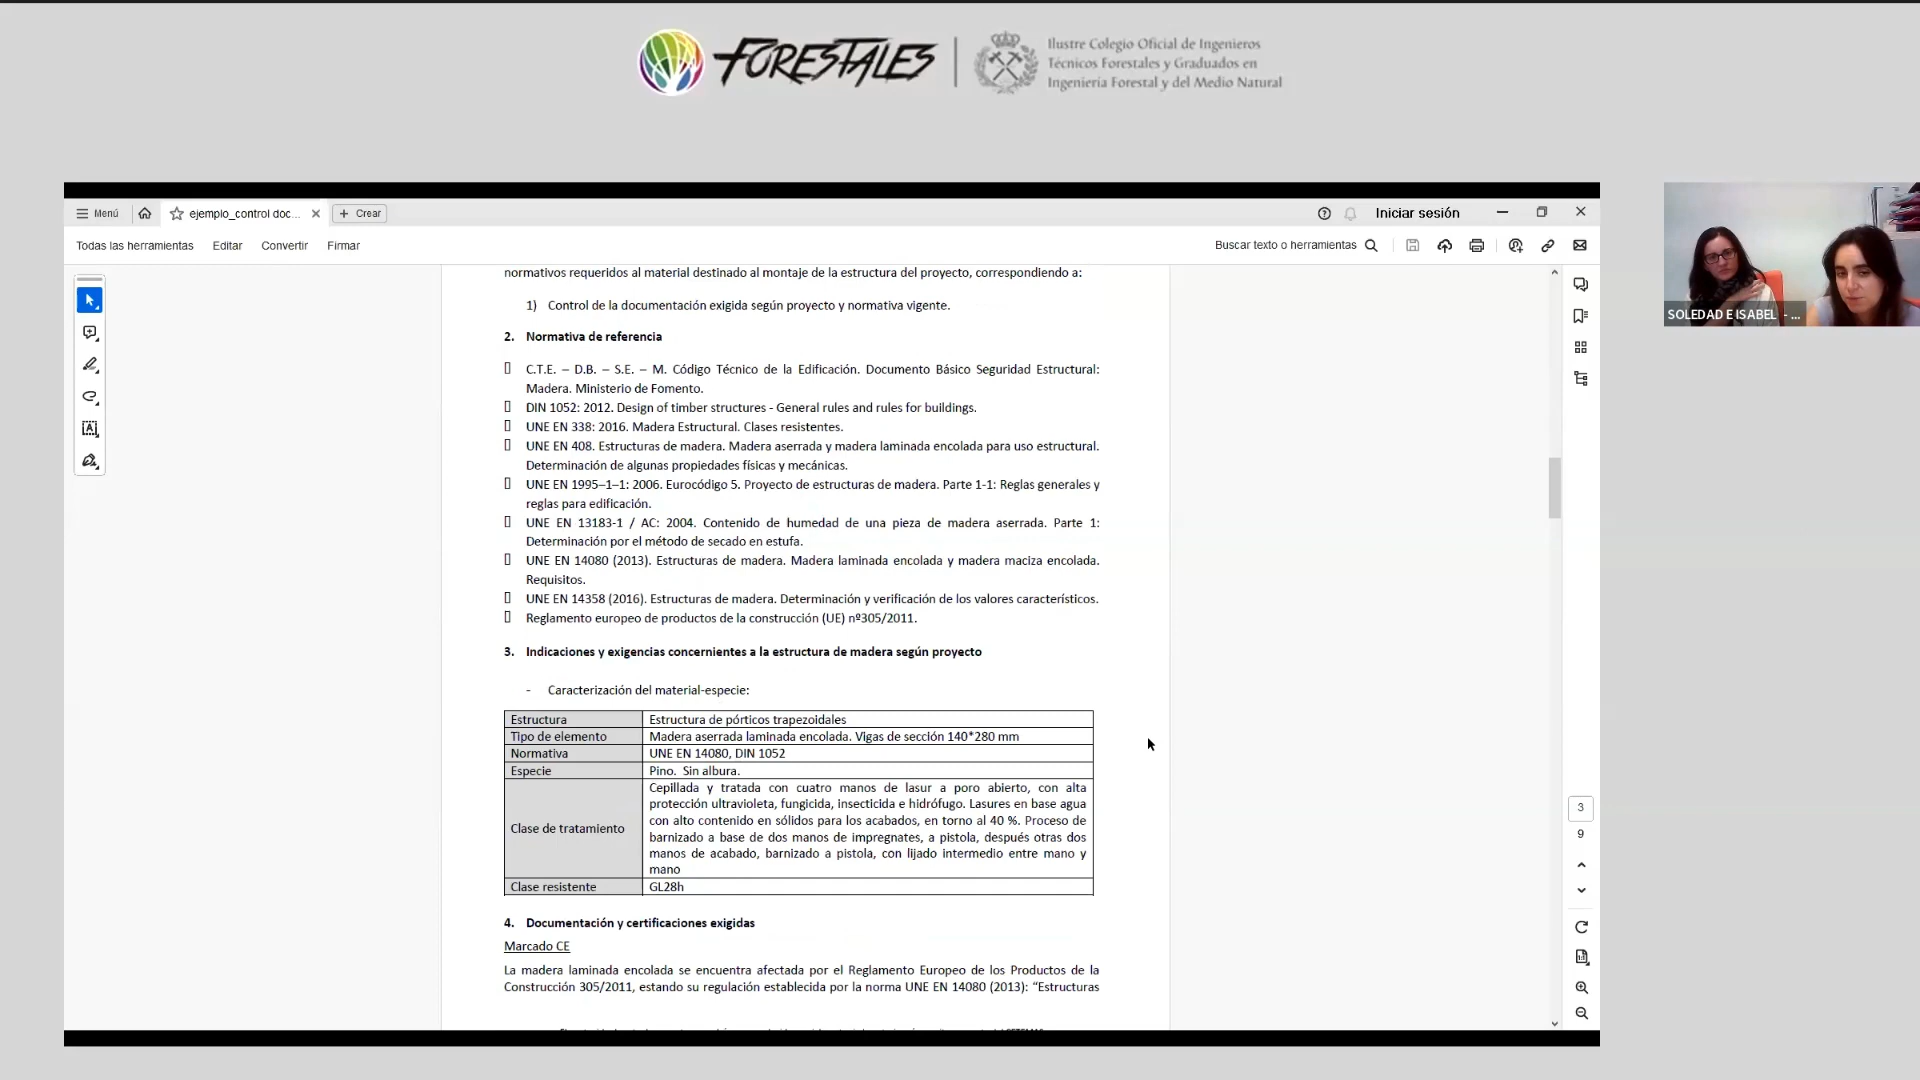 FORESTALES
Ilustre Colegio Oficial de Ingenieros
Técnicos Forestales y Graduados en
Ingeniería Forestal y del Medio Natural
Menú
ejemplo_control doc...
Crear
Iniciar sesión
Todas las herramientas
Editar
Convertir
Firmar
Buscar texto o herramientas
SOLEDAD E ISABEL - ...
normativos requeridos al material destinado al montaje de la estructura del proyecto, correspondiendo a:
1) Control de la documentación exigida según proyecto y normativa vigente.
2. Normativa de referencia
C.T.E. – D.B. – S.E. – M. Código Técnico de la Edificación. Documento Básico Seguridad Estructural:
Madera. Ministerio de Fomento.
DIN 1052: 2012. Design of timber structures - General rules and rules for buildings.
UNE EN 338: 2016. Madera Estructural. Clases resistentes.
UNE EN 408. Estructuras de madera. Madera aserrada y madera laminada encolada para uso estructural.
Determinación de algunas propiedades físicas y mecánicas.
UNE EN 1995–1–1: 2006. Eurocódigo 5. Proyecto de estructuras de madera. Parte 1-1: Reglas generales y
reglas para edificación.
UNE EN 13183-1 / AC: 2004. Contenido de humedad de una pieza de madera aserrada. Parte 1:
Determinación por el método de secado en estufa.
UNE EN 14080 (2013). Estructuras de madera. Madera laminada encolada y madera maciza encolada.
Requisitos.
UNE EN 14358 (2016). Estructuras de madera. Determinación y verificación de los valores característicos.
Reglamento europeo de productos de la construcción (UE) nº305/2011.
3. Indicaciones y exigencias concernientes a la estructura de madera según proyecto
- Caracterización del material-especie:
Estructura Estructura de pórticos trapezoidales
Tipo de elemento Madera aserrada laminada encolada. Vigas de sección 140*280 mm
Normativa UNE EN 14080, DIN 1052
Especie Pino. Sin albura.
Cepillada y tratada con cuatro manos de lasur a poro abierto, con alta
protección ultravioleta, fungicida, insecticida e hidrófugo. Lasures en base agua
con alto contenido en sólidos para los acabados, en torno al 40 %. Proceso de
Clase de tratamiento
barnizado a base de dos manos de impregnates, a pistola, después otras dos
manos de acabado, barnizado a pistola, con lijado intermedio entre mano y
mano
Clase resistente GL28h
4. Documentación y certificaciones exigidas
Marcado CE
La madera laminada encolada se encuentra afectada por el Reglamento Europeo de los Productos de la
Construcción 305/2011, estando su regulación establecida por la norma UNE EN 14080 (2013): “Estructuras
3
9